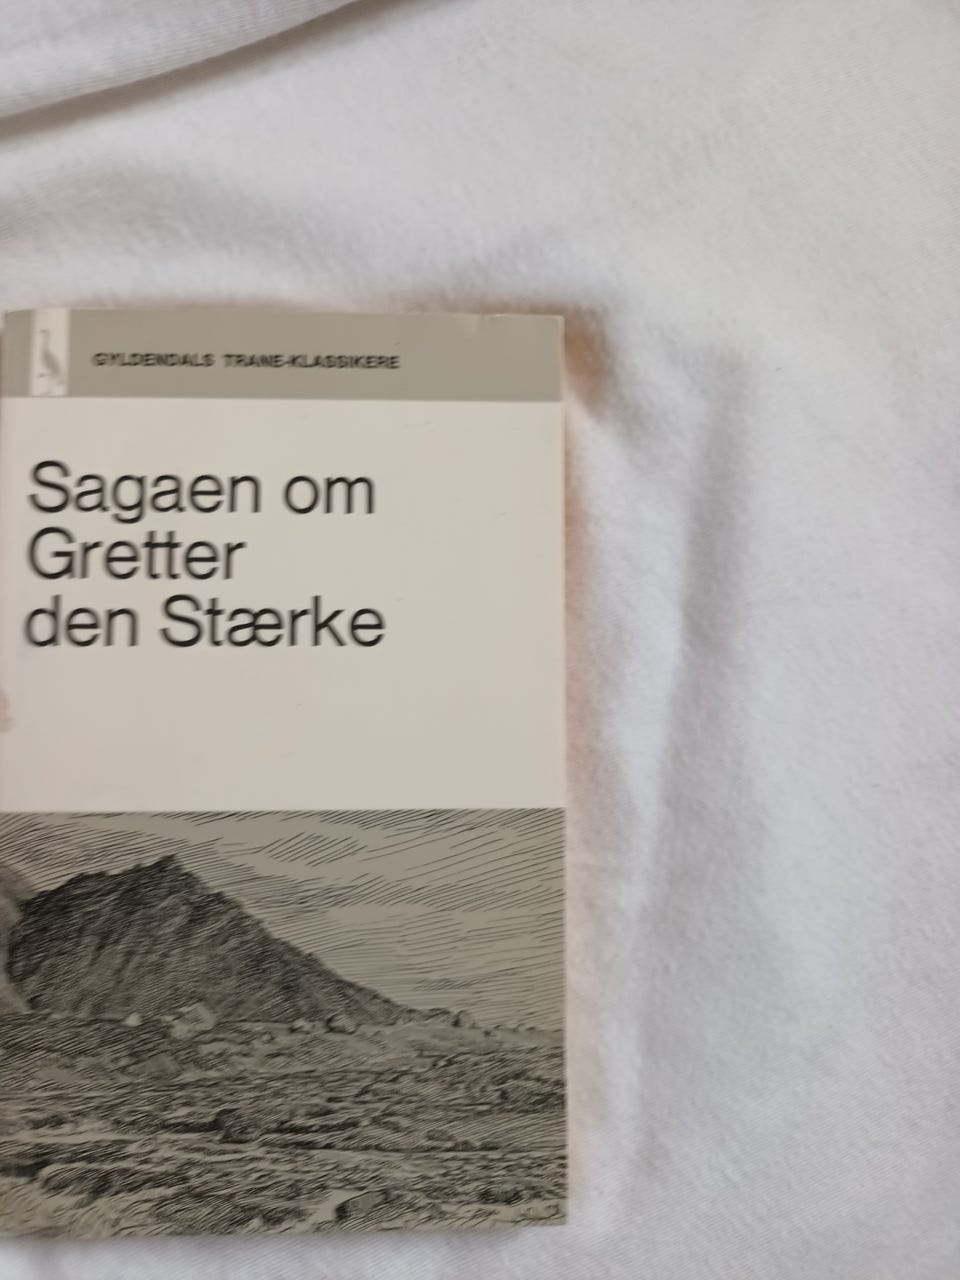 GYLDENDALS TRANE-KLASSIKERE
Sagaen om
Gretter
den Stærke